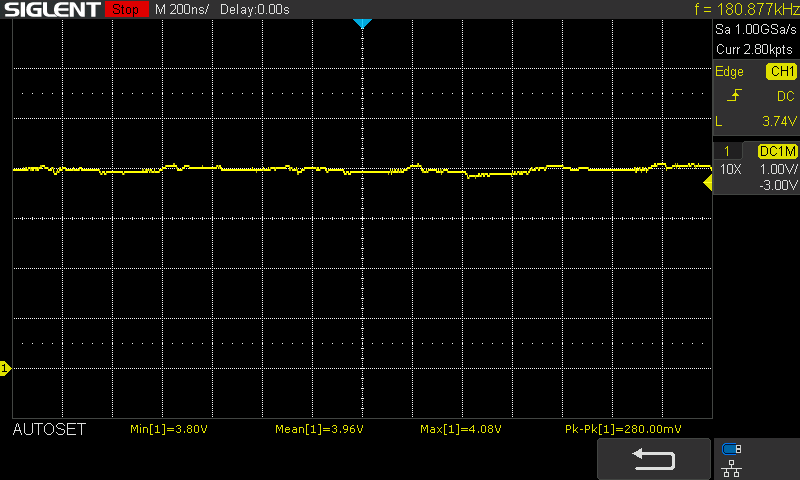 SIGLENT Stop M 200ns/ Delay:0.00s f = 180.877kHz
Sa 1.00GSa/s
Curr 2.80kpts
Edge CH1
DC
L 3.74V
1 DC1M
10X 1.00V/
-3.00V
1
AUTOSET Min[1]=3.80V Mean[1]=3.96V Max[1]=4.08V Pk-Pk[1]=280.00mV